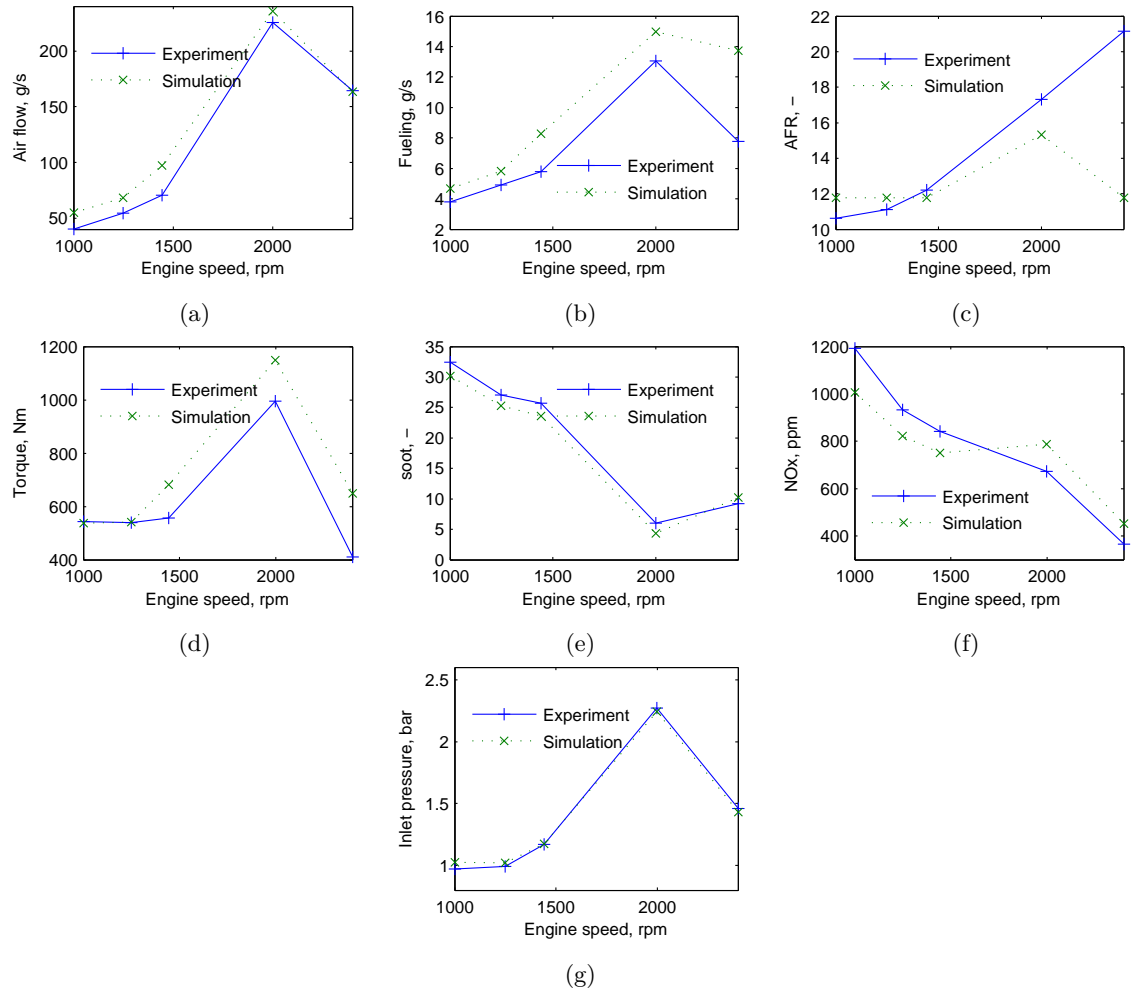 200
150
100
50
1000
1500
2000
Air flow, g/s
Engine speed, rpm
Experiment
Simulation
(a)
16
14
12
10
8
6
4
2
1000
1500
2000
Fueling, g/s
Engine speed, rpm
Experiment
Simulation
(b)
22
20
18
16
14
12
10
1000
1500
2000
AFR, –
Engine speed, rpm
Experiment
Simulation
(c)
1200
1000
800
600
400
1000
1500
2000
Torque, Nm
Engine speed, rpm
Experiment
Simulation
(d)
35
30
25
20
15
10
5
0
1000
1500
2000
soot, –
Engine speed, rpm
Experiment
Simulation
(e)
1200
1000
800
600
400
1000
1500
2000
NOx, ppm
Engine speed, rpm
Experiment
Simulation
(f)
2.5
2
1.5
1
1000
1500
2000
Inlet pressure, bar
Engine speed, rpm
Experiment
Simulation
(g)